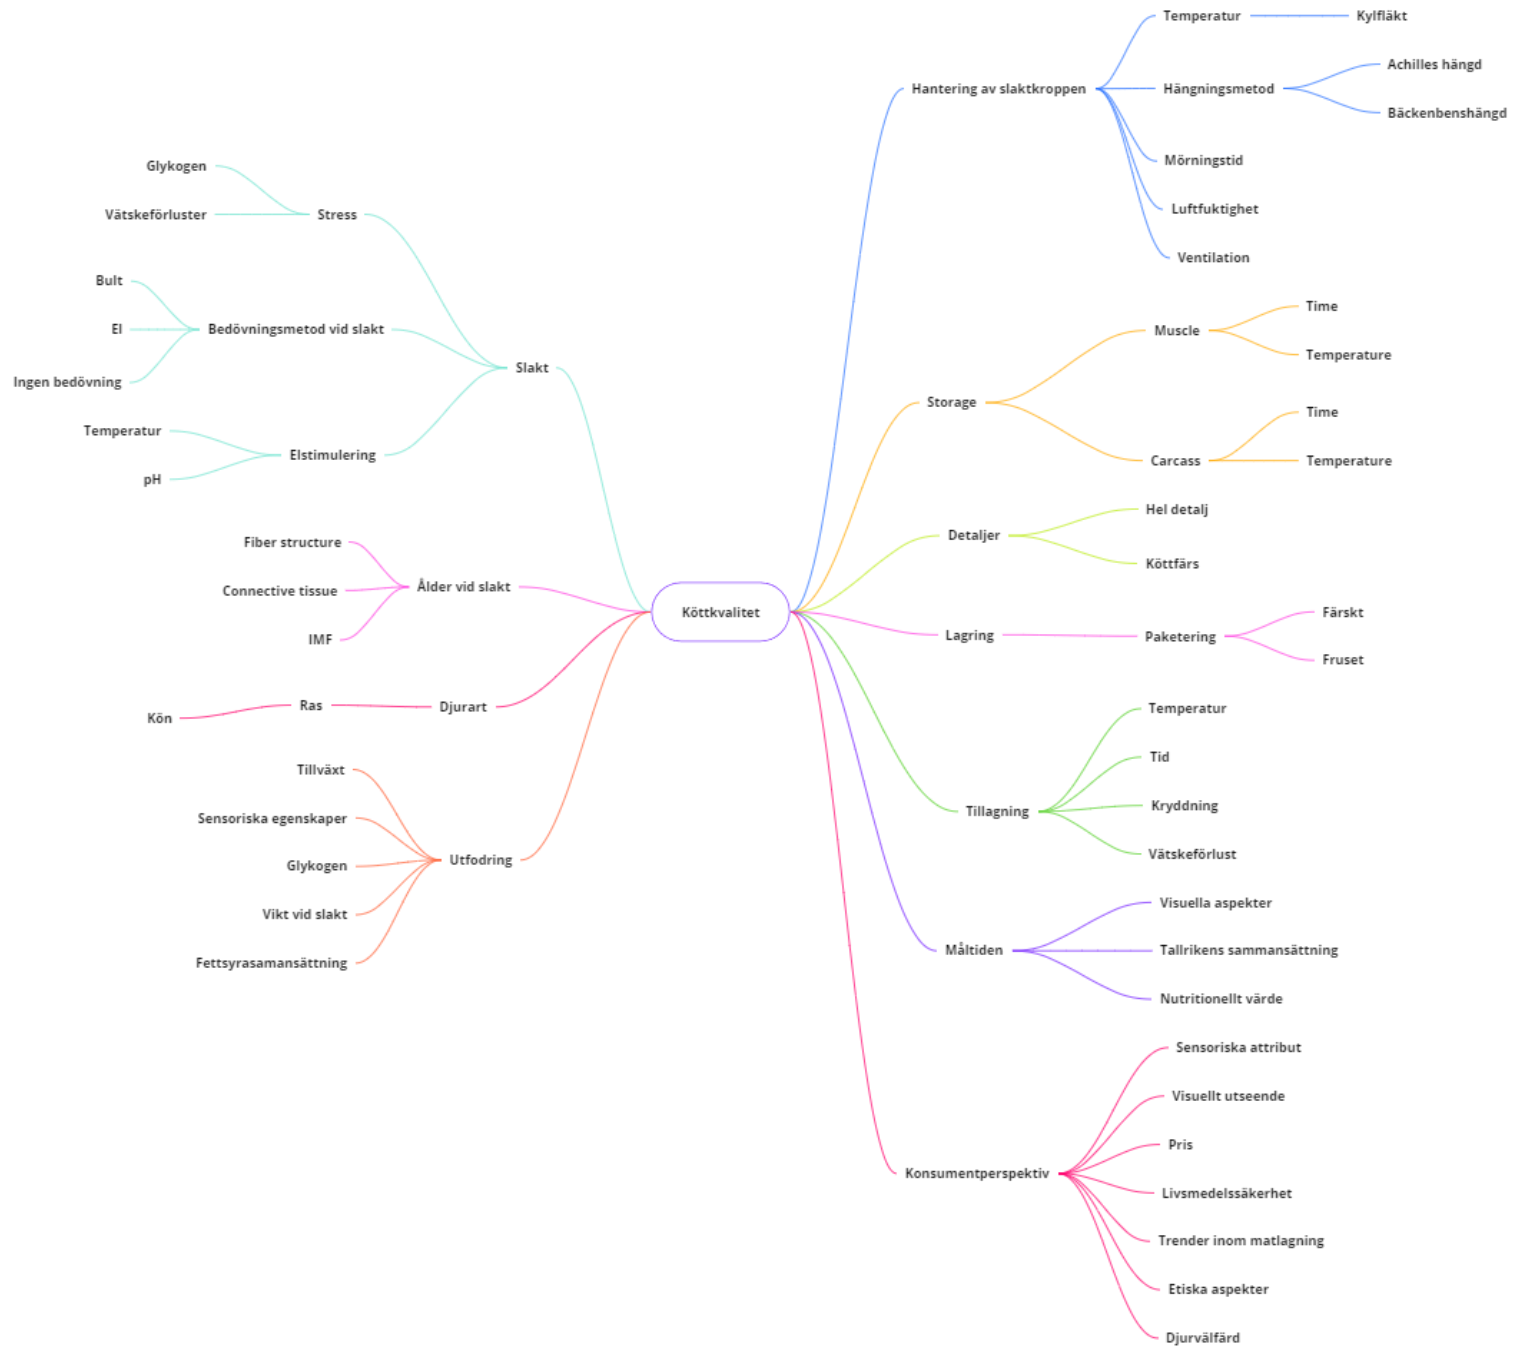 Köttkvalitet
Hantering av slaktkroppen
Temperatur
Kylfläkt
Hängningsmetod
Achilles hängd
Bäckenbenshängd
Mörningstid
Luftfuktighet
Ventilation
Storage
Muscle
Time
Temperature
Carcass
Time
Temperature
Detaljer
Hel detalj
Köttfärs
Lagring
Paketering
Färskt
Fruset
Tillagning
Temperatur
Tid
Kryddning
Vätskeförlust
Måltiden
Visuella aspekter
Tallrikens sammansättning
Nutritionellt värde
Konsumentperspektiv
Sensoriska attribut
Visuellt utseende
Pris
Livsmedelssäkerhet
Trender inom matlagning
Etiska aspekter
Djurvälfärd
Slakt
Stress
Glykogen
Vätskeförluster
Bedövningsmetod vid slakt
Bult
El
Ingen bedövning
Elstimulering
Temperatur
pH
Ålder vid slakt
Fiber structure
Connective tissue
IMF
Djurart
Ras
Kön
Utfodring
Tillväxt
Sensoriska egenskaper
Glykogen
Vikt vid slakt
Fettsyrasamansättning